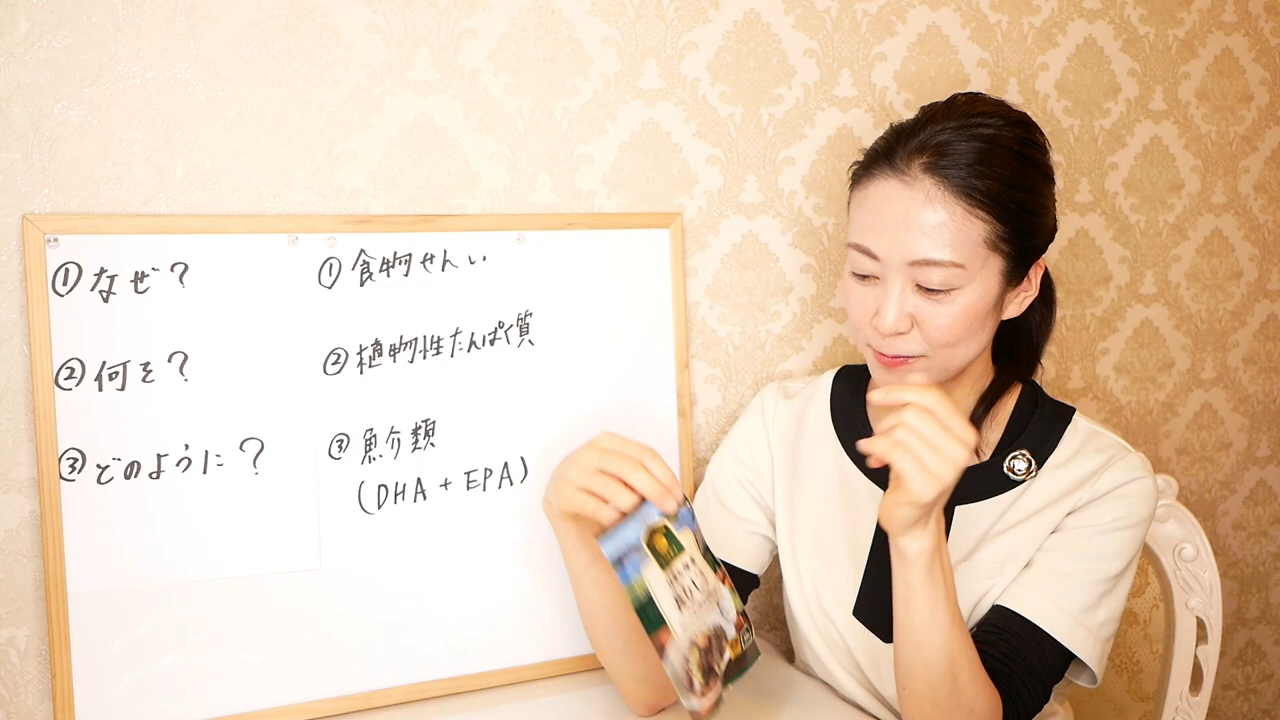 ①なぜ?
②何を?
③どのように?
①食物せんい
②植物性たんぱく質
③魚介類
(DHA + EPA)